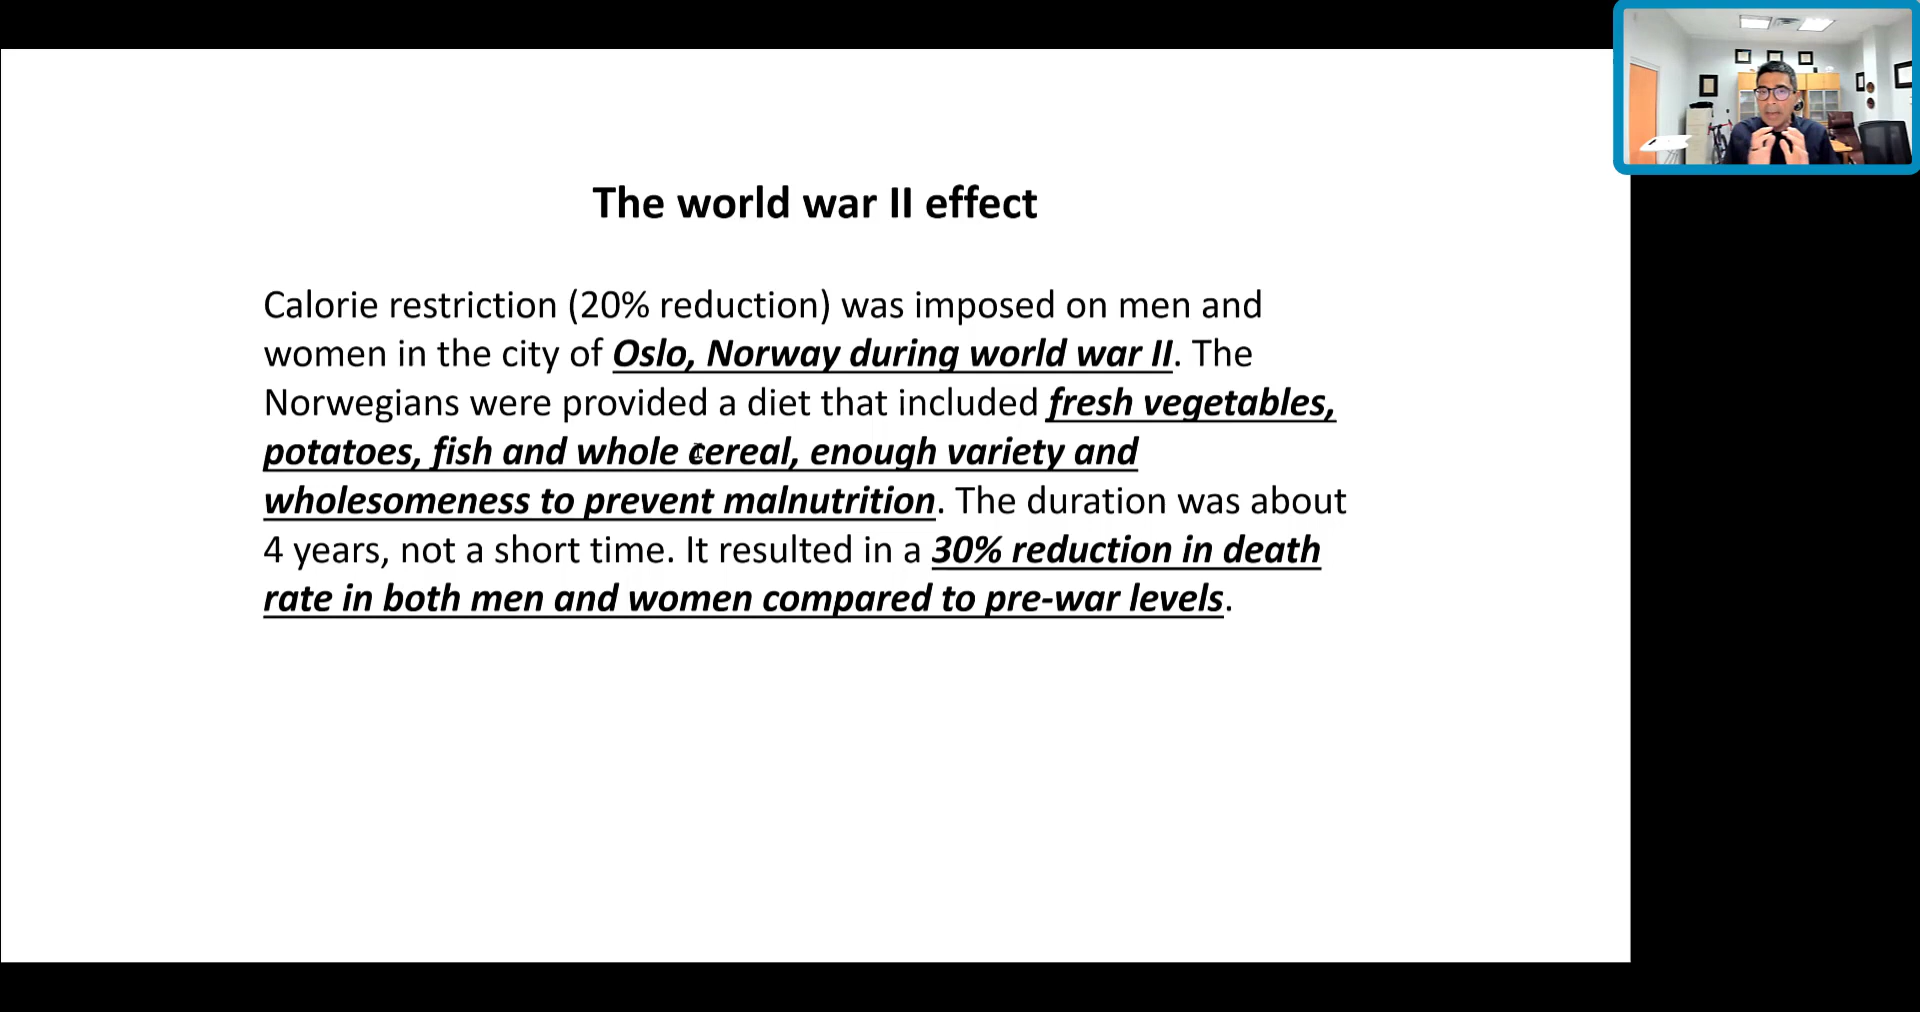 The world war II effect
Calorie restriction (20% reduction) was imposed on men and
women in the city of Oslo, Norway during world war II. The
Norwegians were provided a diet that included fresh vegetables,
potatoes, fish and whole cereal, enough variety and
wholesomeness to prevent malnutrition. The duration was about
4 years, not a short time. It resulted in a 30% reduction in death
rate in both men and women compared to pre-war levels.